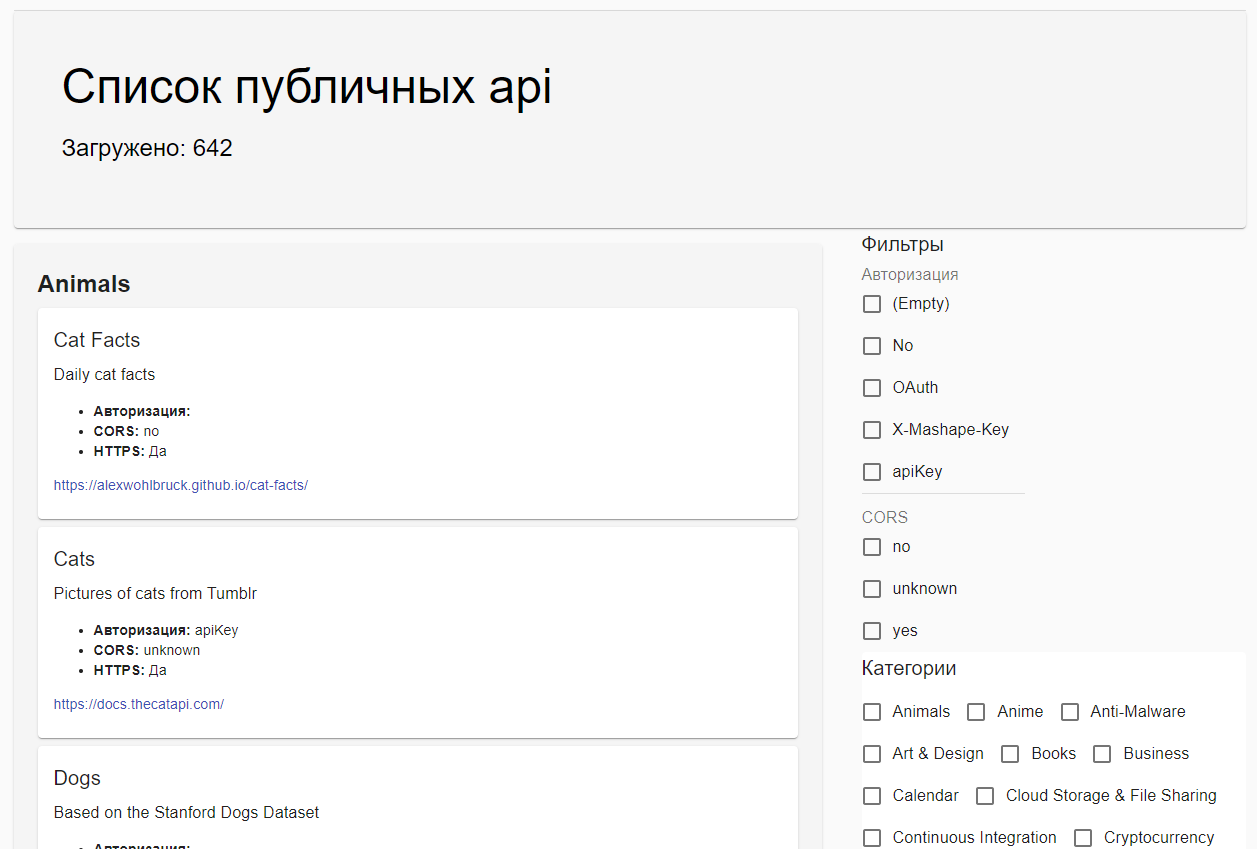 Список публичных api
Загружено: 642
Animals
Cat Facts
Daily cat facts
• Авторизация:
• CORS: no
• HTTPS: Да
https://alexwohlbruck.github.io/cat-facts/
Cats
Pictures of cats from Tumblr
• Авторизация: apiKey
• CORS: unknown
• HTTPS: Да
https://docs.thecatapi.com/
Dogs
Based on the Stanford Dogs Dataset
• Авторизация:
Фильтры
Авторизация
(Empty)
No
OAuth
X-Mashape-Key
apiKey
CORS
no
unknown
yes
Категории
Animals Anime Anti-Malware
Art & Design Books Business
Calendar Cloud Storage & File Sharing
Continuous Integration Cryptocurrency